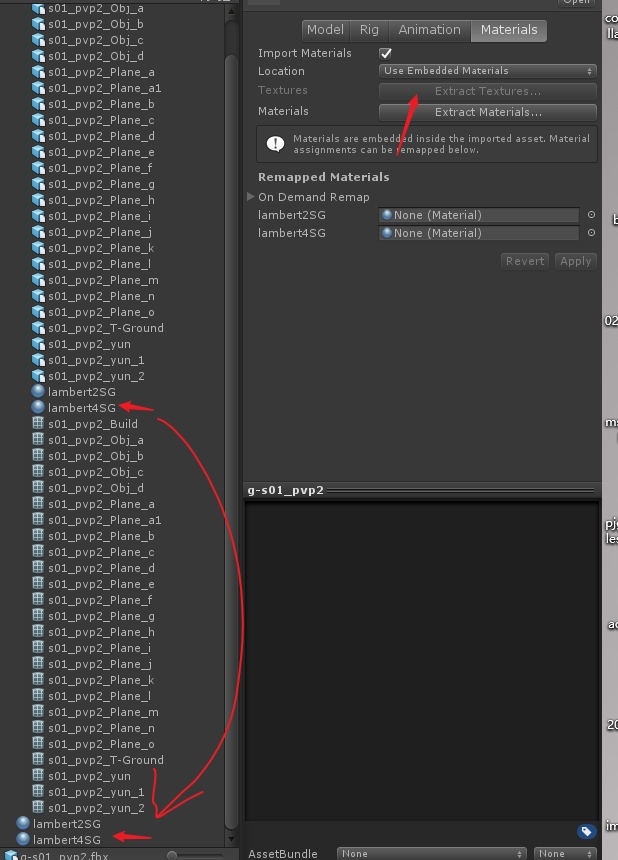 s01_pvp2_Obj_a
s01_pvp2_Obj_b
s01_pvp2_Obj_c
s01_pvp2_Obj_d
s01_pvp2_Plane_a
s01_pvp2_Plane_a1
s01_pvp2_Plane_b
s01_pvp2_Plane_c
s01_pvp2_Plane_d
s01_pvp2_Plane_e
s01_pvp2_Plane_f
s01_pvp2_Plane_g
s01_pvp2_Plane_h
s01_pvp2_Plane_i
s01_pvp2_Plane_j
s01_pvp2_Plane_k
s01_pvp2_Plane_l
s01_pvp2_Plane_m
s01_pvp2_Plane_n
s01_pvp2_Plane_o
s01_pvp2_T-Ground
s01_pvp2_yun
s01_pvp2_yun_1
s01_pvp2_yun_2
lambert2SG
lambert4SG
s01_pvp2_Build
s01_pvp2_Obj_a
s01_pvp2_Obj_b
s01_pvp2_Obj_c
s01_pvp2_Obj_d
s01_pvp2_Plane_a
s01_pvp2_Plane_a1
s01_pvp2_Plane_b
s01_pvp2_Plane_c
s01_pvp2_Plane_d
s01_pvp2_Plane_e
s01_pvp2_Plane_f
s01_pvp2_Plane_g
s01_pvp2_Plane_h
s01_pvp2_Plane_i
s01_pvp2_Plane_j
s01_pvp2_Plane_k
s01_pvp2_Plane_l
s01_pvp2_Plane_m
s01_pvp2_Plane_n
s01_pvp2_Plane_o
s01_pvp2_T-Ground
s01_pvp2_yun
s01_pvp2_yun_1
s01_pvp2_yun_2
lambert2SG
lambert4SG
g-s01_pvp2.fbx
Open
Model Rig Animation Materials
Import Materials
Location Use Embedded Materials
Textures Extract Textures...
Materials Extract Materials...
Materials are embedded inside the imported asset. Material
assignments can be remapped below.
Remapped Materials
On Demand Remap
lambert2SG None (Material)
lambert4SG None (Material)
Revert Apply
g-s01_pvp2
AssetBundle None None